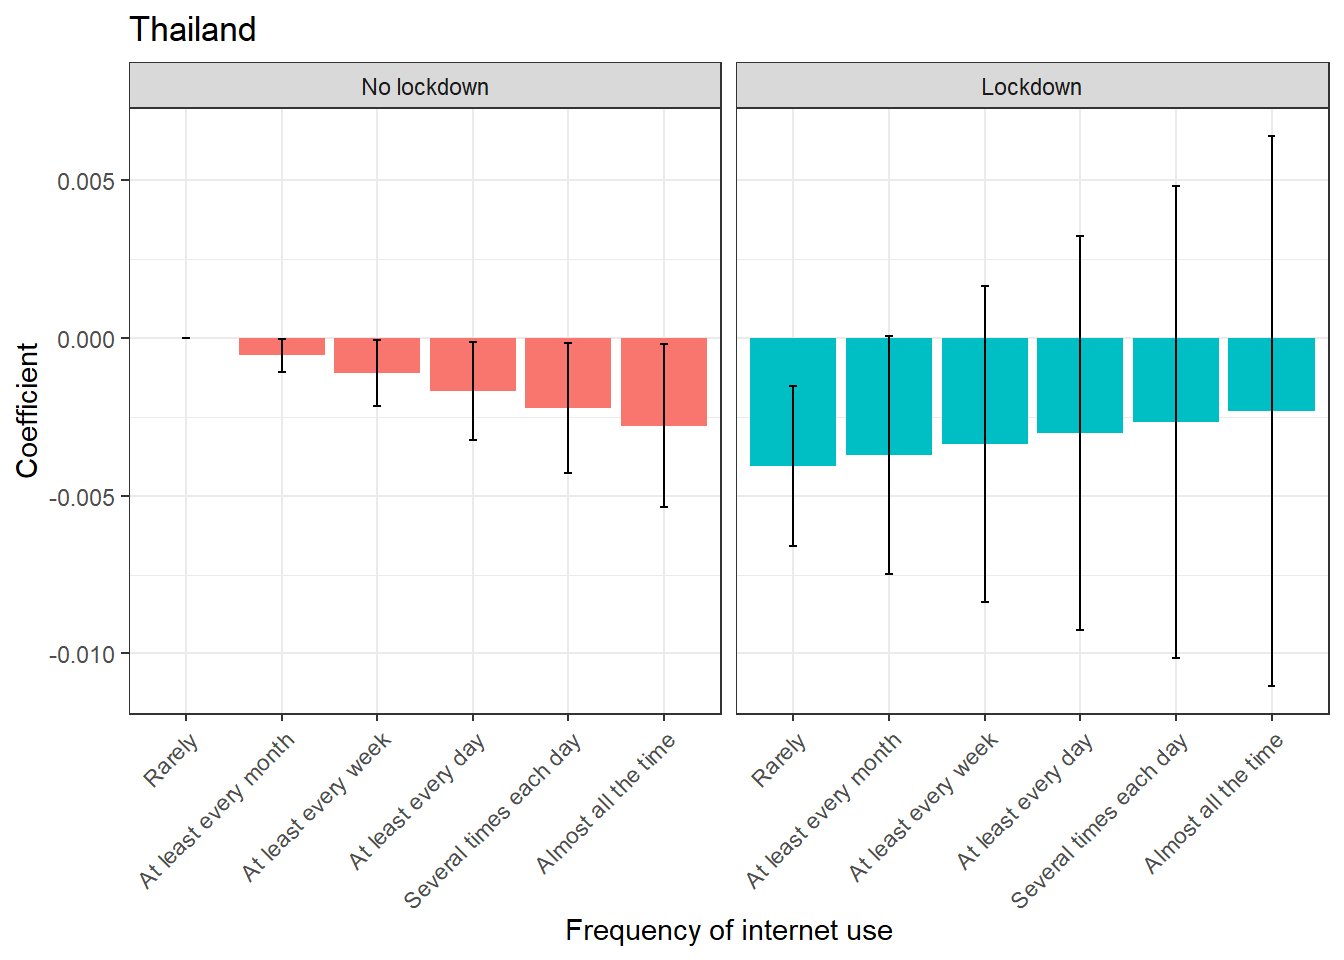 Thailand
No lockdown
Lockdown
Coefficient
0.005
0.000
-0.005
-0.010
Rarely
At least every month
At least every week
At least every day
Several times each day
Almost all the time
Rarely
At least every month
At least every week
At least every day
Several times each day
Almost all the time
Frequency of internet use